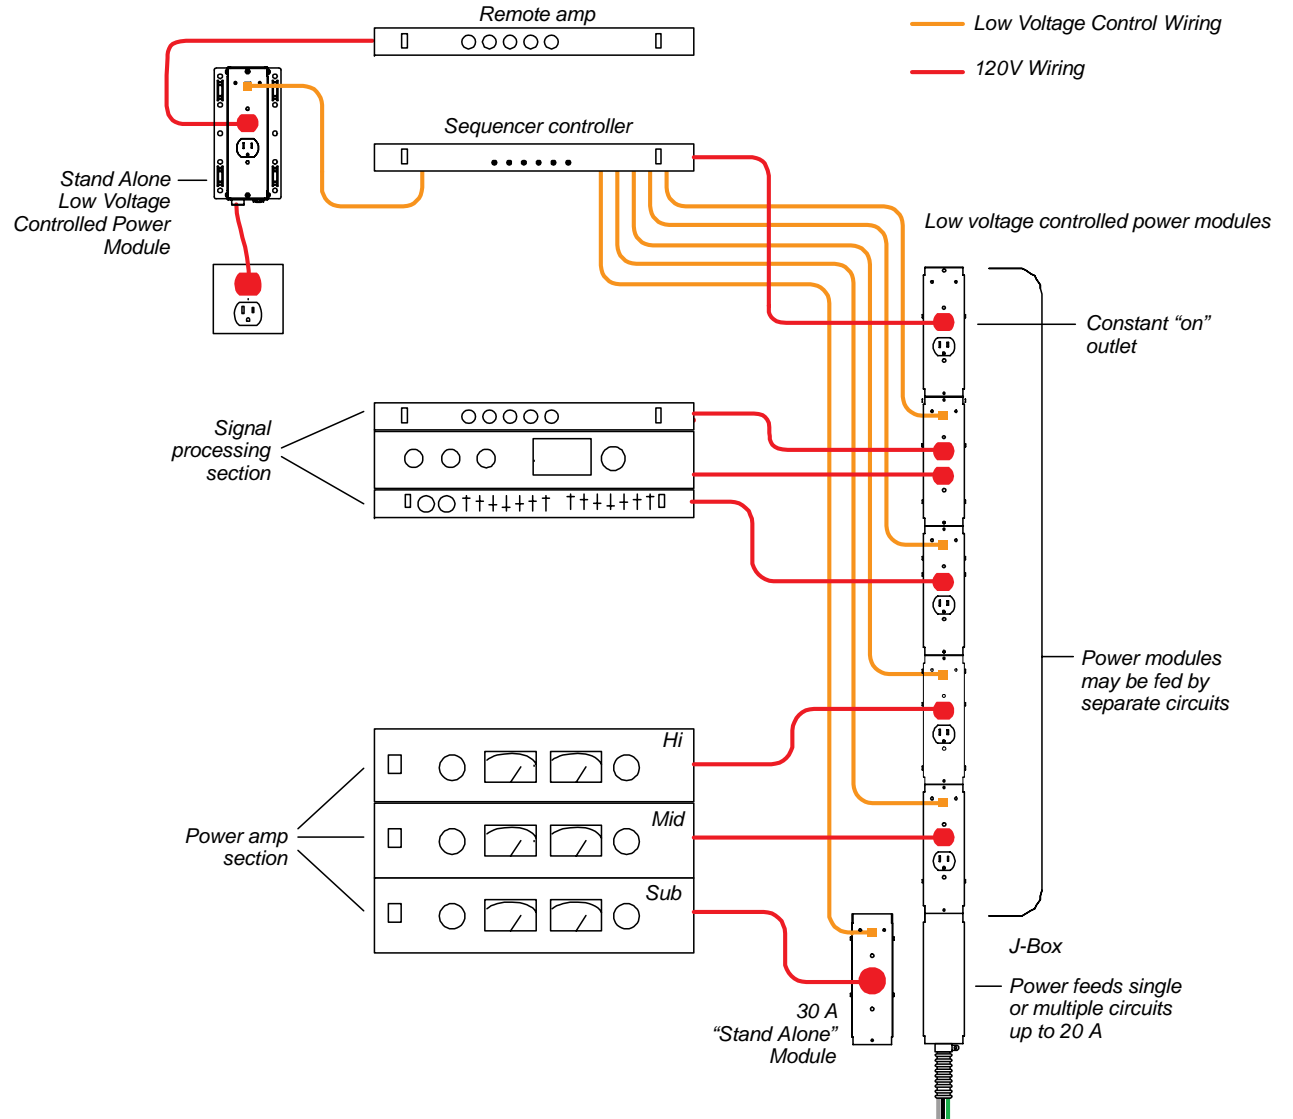 Remote amp
Low Voltage Control Wiring
120V Wiring
Sequencer controller
Stand Alone
Low Voltage
Controlled Power
Module
Low voltage controlled power modules
Constant “on”
outlet
Signal
processing
section
Power modules
may be fed by
separate circuits
Hi
Mid
Sub
Power amp
section
J-Box
Power feeds single
or multiple circuits
up to 20 A
30 A
“Stand Alone”
Module